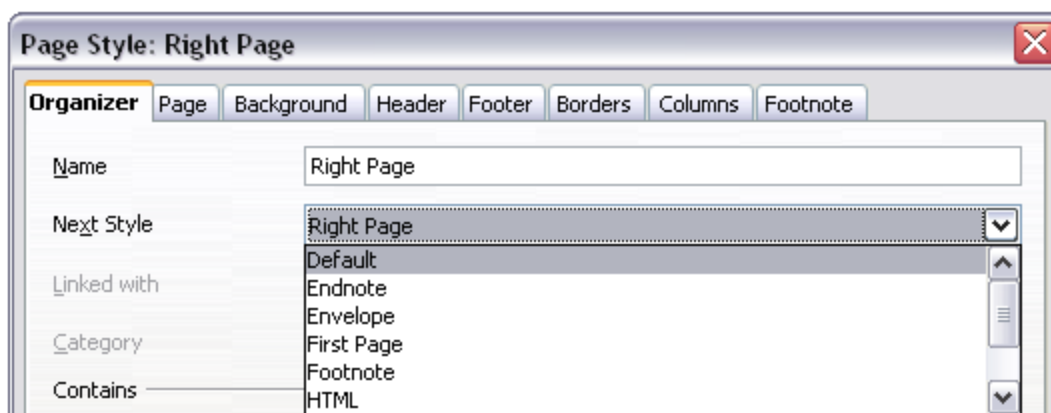 Page Style: Right Page
Organizer Page Background Header Footer Borders Columns Footnote
Name Right Page
Next Style Right Page
Default
Linked with Endnote
Envelope
Category First Page
Footnote
Contains HTML